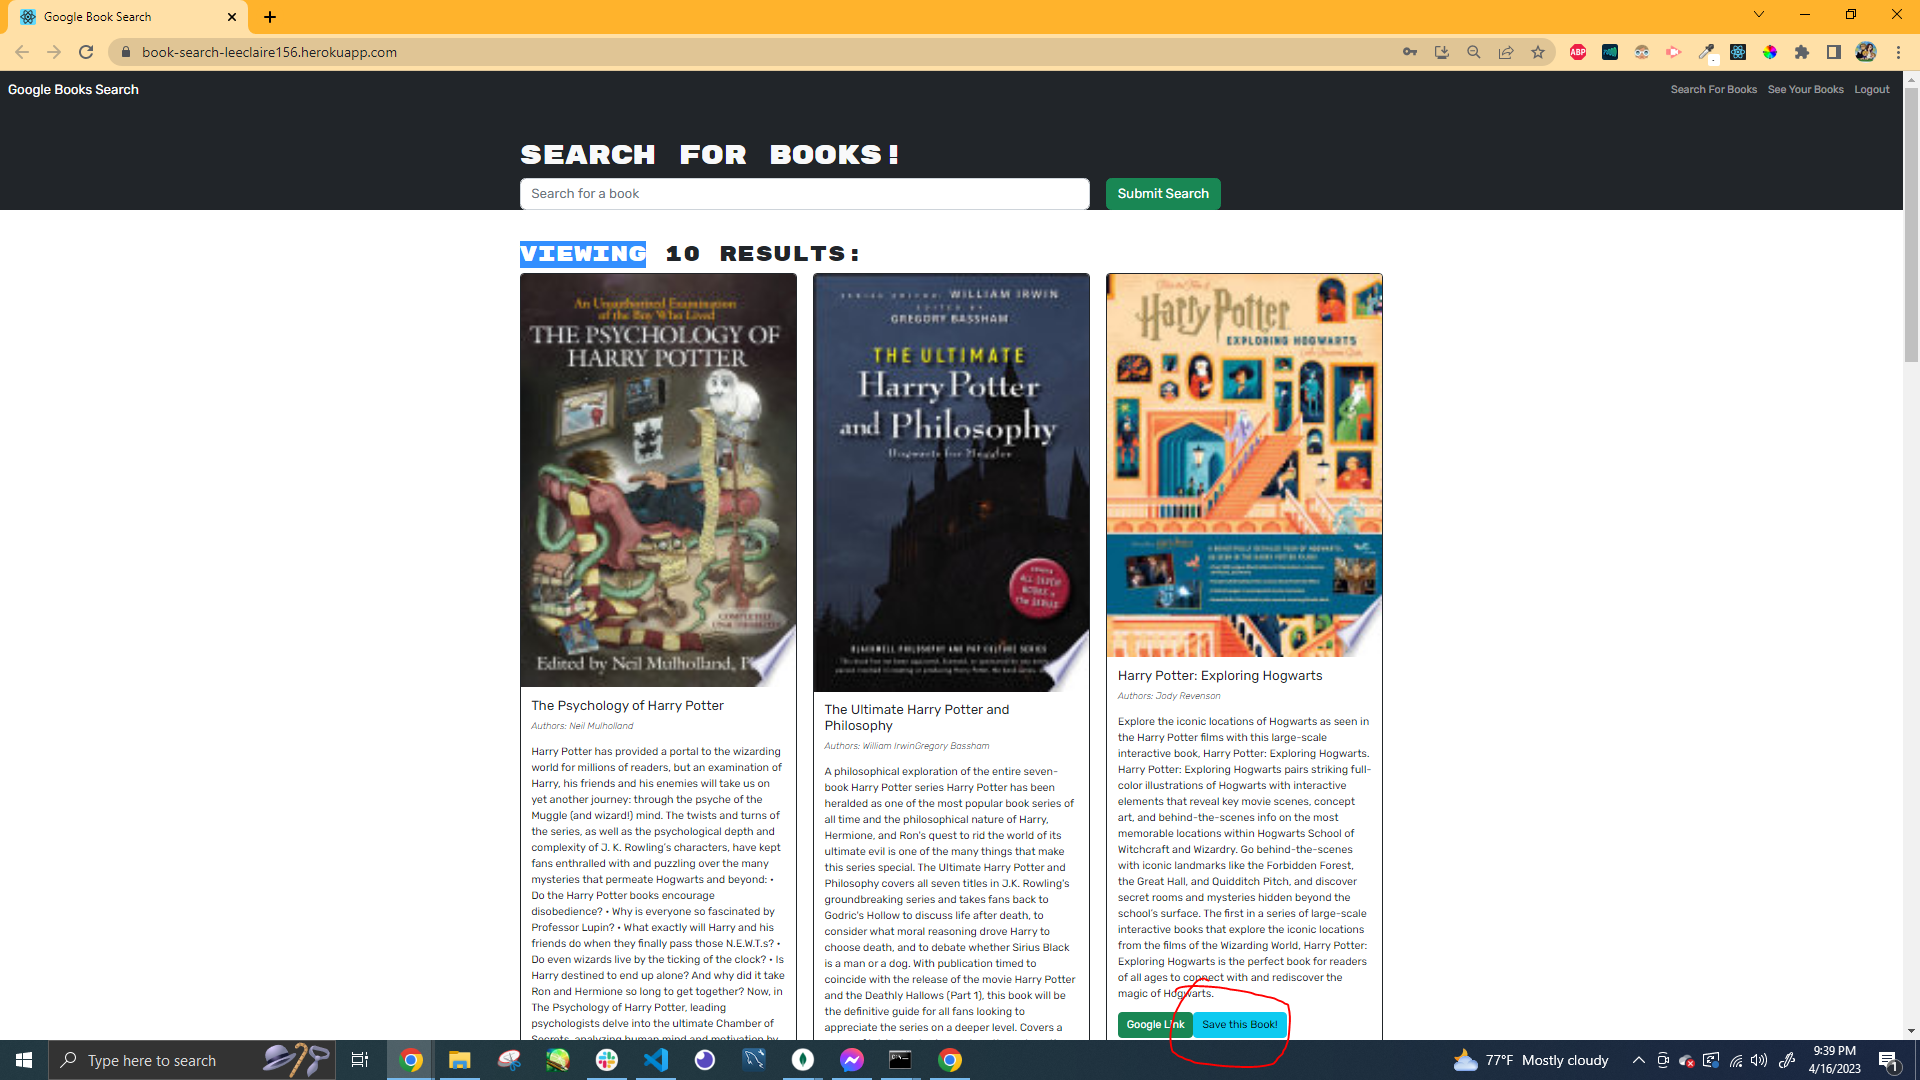 Google Book Search
book-search-leeclaire156.herokuapp.com
ABP
Google Books Search
Search For Books
See Your Books
Logout
SEARCH FOR BOOKS!
Search for a book
Submit Search
VIEWING 10 RESULTS:
An Unauthorized Examination
of the Boy Who Lived
THE PSYCHOLOGY OF
HARRY POTTER
COMPLETELY
UNAUTHORIZED
Edited by Neil Mulholland, P
The Psychology of Harry Potter
Authors: Neil Mulholland
Harry Potter has provided a portal to the wizarding
world for millions of readers, but an examination of
Harry, his friends and his enemies will take us on
yet another journey: through the psyche of the
Muggle (and wizard!) mind. The twists and turns of
the series, as well as the psychological depth and
complexity of J. K. Rowling's characters, have kept
fans enthralled with and puzzling over the many
mysteries that permeate Hogwarts and beyond: •
Do the Harry Potter books encourage
disobedience? • Why is everyone so fascinated by
Professor Lupin? • What exactly will Harry and his
friends do when they finally pass those N.E.W.T.s? •
Do even wizards live by the ticking of the clock? • Is
Harry destined to end up alone? And why did it take
Ron and Hermione so long to get together? Now, in
The Psychology of Harry Potter, leading
psychologists delve into the ultimate Chamber of
Secrets, analyzing human mind and motivation by
SERIES EDITOR: WILLIAM IRWIN
EDITED BY
GREGORY BASSHAM
THE ULTIMATE
Harry Potter
and Philosophy
Hogwarts for Muggles
BLACKWELL PHILOSOPHY AND POP CULTURE SERIES
The Ultimate Harry Potter and
Philosophy
Authors: William IrwinGregory Bassham
A philosophical exploration of the entire seven-
book Harry Potter series Harry Potter has been
heralded as one of the most popular book series of
all time and the philosophical nature of Harry,
Hermione, and Ron's quest to rid the world of its
ultimate evil is one of the many things that make
this series special. The Ultimate Harry Potter and
Philosophy covers all seven titles in J.K. Rowling's
groundbreaking series and takes fans back to
Godric's Hollow to discuss life after death, to
consider what moral reasoning drove Harry to
choose death, and to debate whether Sirius Black
is a man or a dog. With publication timed to
coincide with the release of the movie Harry Potter
and the Deathly Hallows (Part 1), this book will be
the definitive guide for all fans looking to
appreciate the series on a deeper level. Covers a
Harry Potter
EXPLORING HOGWARTS
Harry Potter: Exploring Hogwarts
Authors: Jody Revenson
Explore the iconic locations of Hogwarts as seen in
the Harry Potter films with this large-scale
interactive book, Harry Potter: Exploring Hogwarts.
Harry Potter: Exploring Hogwarts pairs striking full-
color illustrations of Hogwarts with interactive
elements that reveal key movie scenes, concept
art, and behind-the-scenes info on the most
memorable locations within Hogwarts School of
Witchcraft and Wizardry. Go behind-the-scenes
with iconic landmarks like the Forbidden Forest,
the Great Hall, and Quidditch Pitch, and discover
secret rooms and mysteries hidden beyond the
school's surface. The first in a series of large-scale
interactive books that explore the iconic locations
from the films of the Wizarding World, Harry Potter:
Exploring Hogwarts is the perfect book for readers
of all ages to connect with and rediscover the
magic of Hogwarts.
Google Link
Save this Book!
Type here to search
77°F Mostly cloudy
9:39 PM
4/16/2023
1